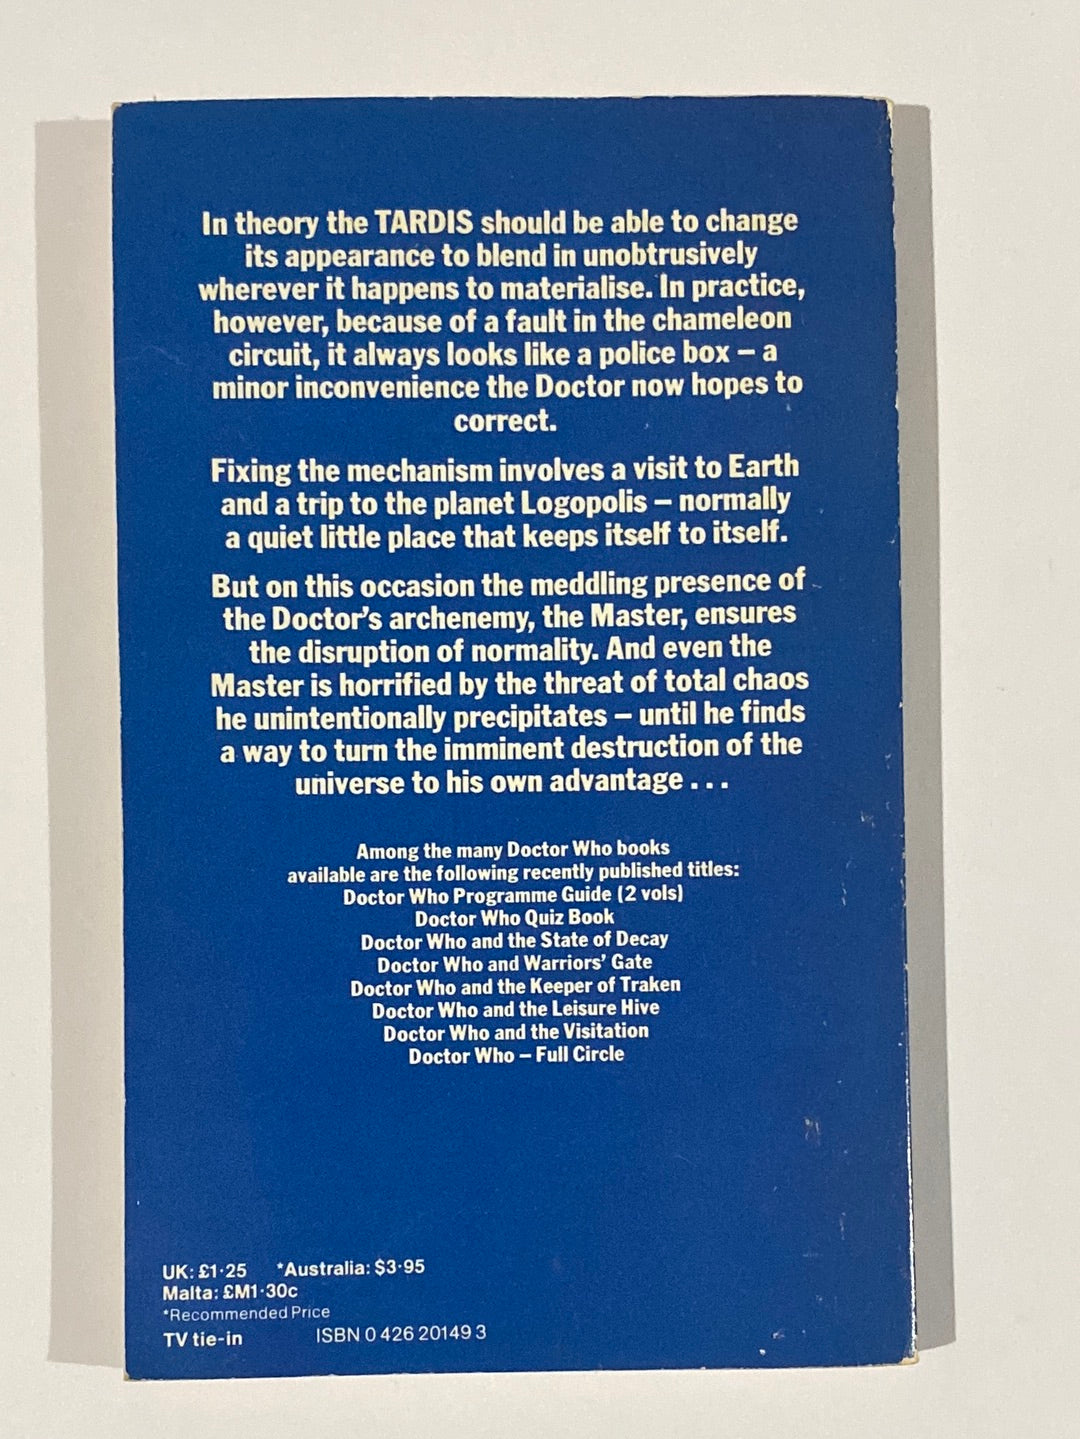 In theory the TARDIS should be able to change
its appearance to blend in unobtrusively
wherever it happens to materialise. In practice,
however, because of a fault in the chameleon
circuit, it always looks like a police box – a
minor inconvenience the Doctor now hopes to
correct.
Fixing the mechanism involves a visit to Earth
and a trip to the planet Logopolis – normally
a quiet little place that keeps itself to itself.
But on this occasion the meddling presence of
the Doctor's archenemy, the Master, ensures
the disruption of normality. And even the
Master is horrified by the threat of total chaos
he unintentionally precipitates – until he finds
a way to turn the imminent destruction of the
universe to his own advantage . . .
Among the many Doctor Who books
available are the following recently published titles:
Doctor Who Programme Guide (2 vols)
Doctor Who Quiz Book
Doctor Who and the State of Decay
Doctor Who and Warriors' Gate
Doctor Who and the Keeper of Traken
Doctor Who and the Leisure Hive
Doctor Who and the Visitation
Doctor Who – Full Circle
UK: £1·25 *Australia: $3·95
Malta: £M1·30c
*Recommended Price
TV tie-in ISBN 0 426 20149 3